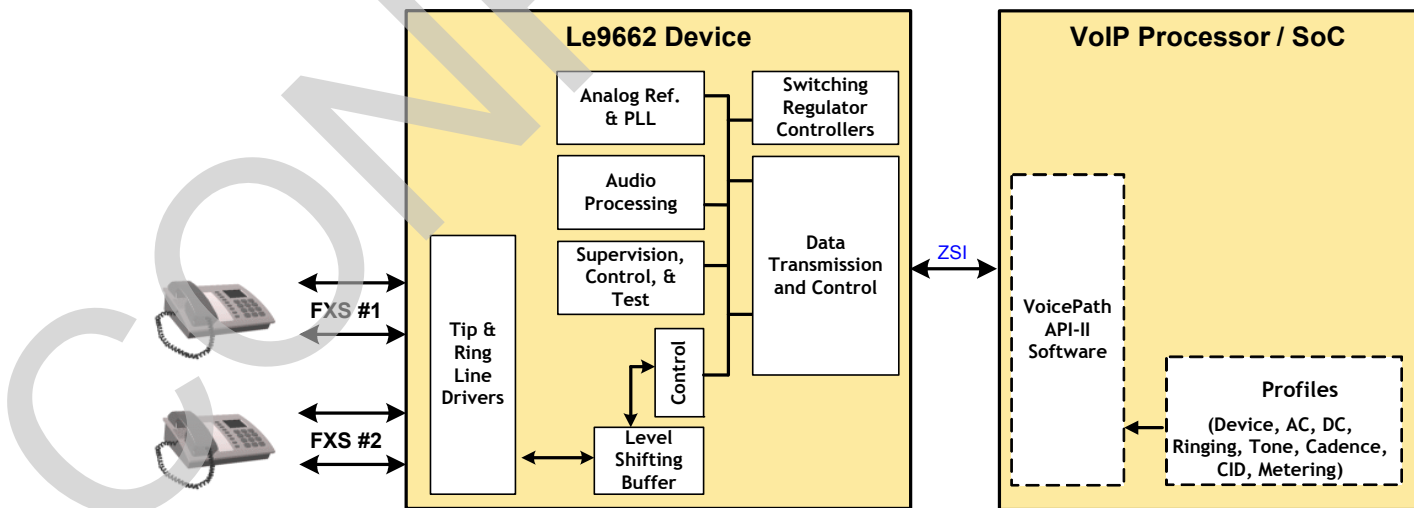 Le9662 Device
VoIP Processor / SoC
Analog Ref.
& PLL
Switching
Regulator
Controllers
Audio
Processing
Supervision,
Control, &
Test
Data
Transmission
and Control
ZSI
FXS #1
FXS #2
Tip &
Ring
Line
Drivers
Control
Level
Shifting
Buffer
VoicePath
API-II
Software
Profiles
(Device, AC, DC,
Ringing, Tone, Cadence,
CID, Metering)